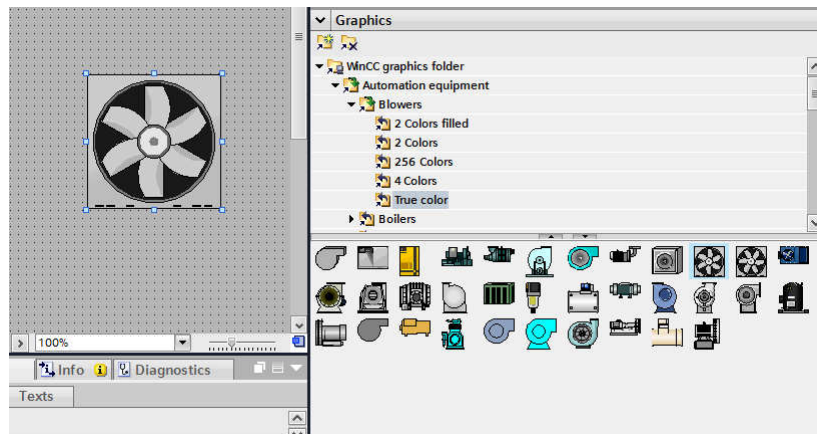 Graphics
WinCC graphics folder
Automation equipment
Blowers
2 Colors filled
2 Colors
256 Colors
4 Colors
True color
Boilers
100%
Info
Diagnostics
Texts